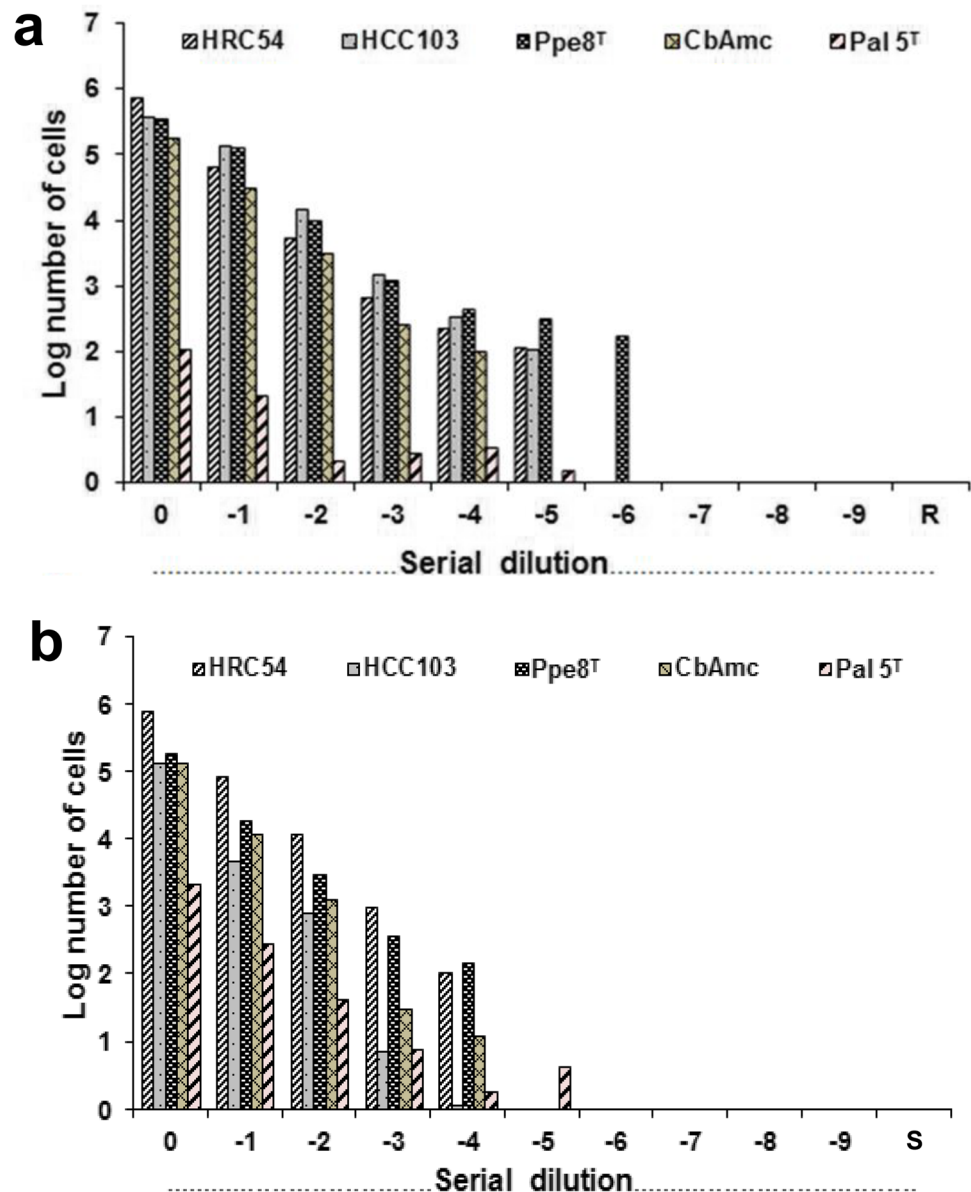 a
7
HRC54 HCC103 Ppe8ᵀ CbAmc Pal 5ᵀ
6
5
4
3
2
1
0
Log number of cells
0 -1 -2 -3 -4 -5 -6 -7 -8 -9 R
Serial dilution
b
7
HRC54 HCC103 Ppe8ᵀ CbAmc Pal 5ᵀ
6
5
4
3
2
1
0
Log number of cells
0 -1 -2 -3 -4 -5 -6 -7 -8 -9 S
Serial dilution